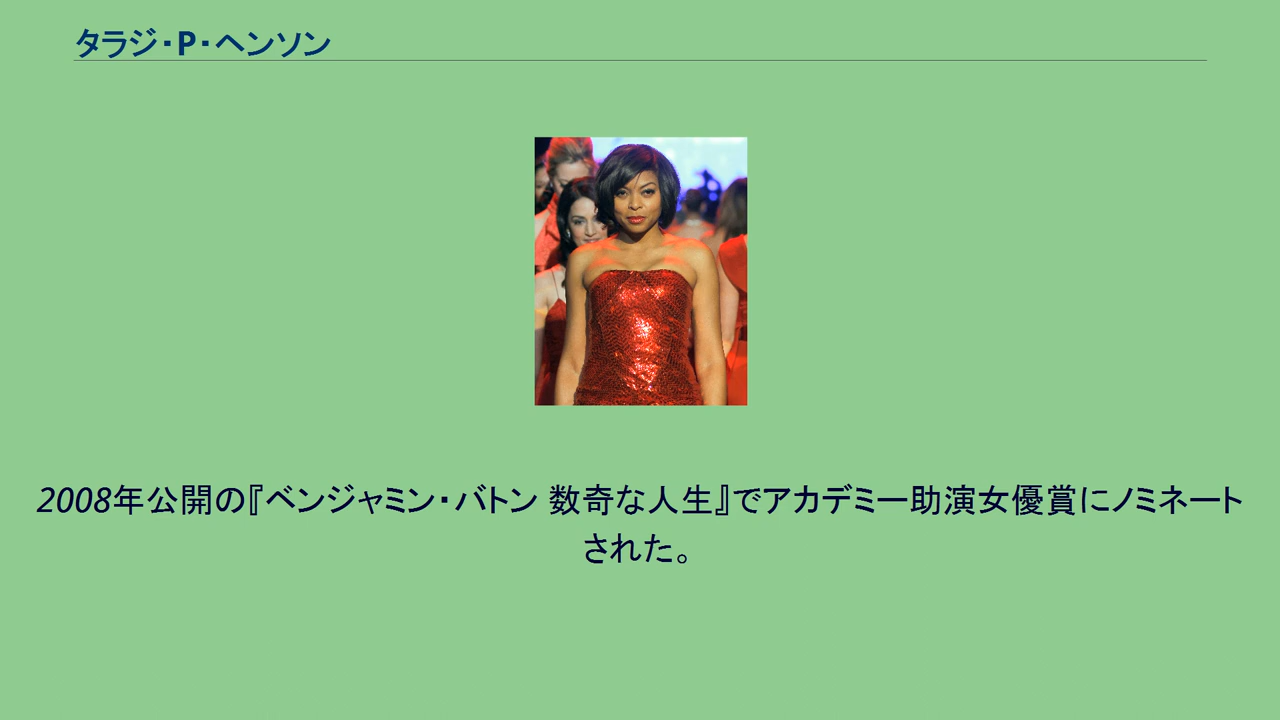 タラジ・P・ヘンソン
2008年公開の『ベンジャミン・バトン 数奇な人生』でアカデミー助演女優賞にノミネート
された。